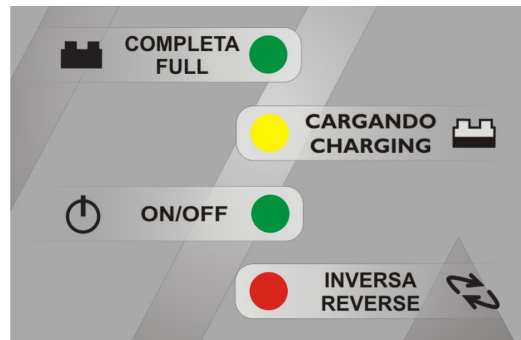 COMPLETA
FULL
CARGANDO
CHARGING
ON/OFF
INVERSA
REVERSE